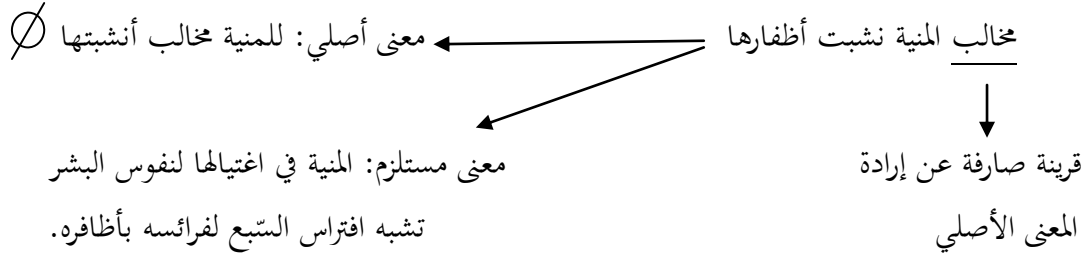 مخالب المنية نشبت أظفارها معنى أصلي: للمنية مخالب أنشبتها ∅
قرينة صارفة عن إرادة معنى مستلزم: المنية في اغتيالها لنفوس البشر
المعنى الأصلي تشبه افتراس السّبع لفرائسه بأظافره.